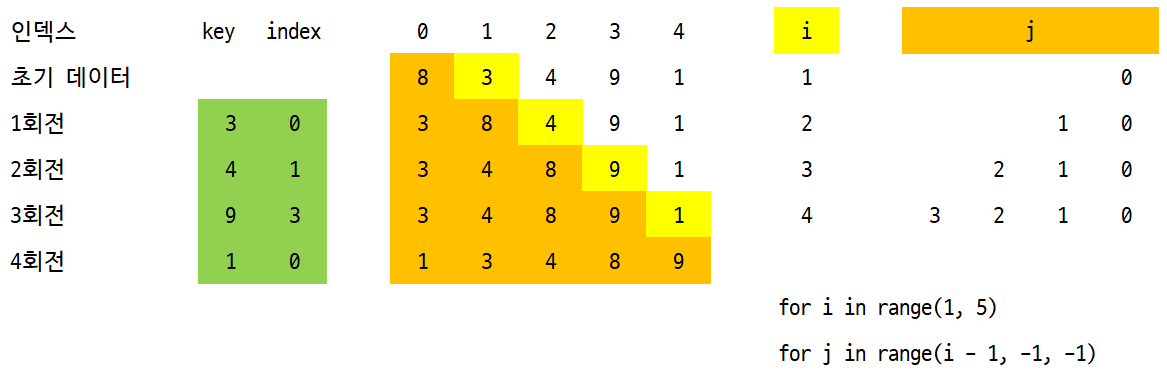 인덱스 key index 0 1 2 3 4 i j
초기 데이터 8 3 4 9 1 1 0
1회전 3 0 3 8 4 9 1 2 1 0
2회전 4 1 3 4 8 9 1 3 2 1 0
3회전 9 3 3 4 8 9 1 4 3 2 1 0
4회전 1 0 1 3 4 8 9
for i in range(1, 5)
for j in range(i – 1, –1, –1)